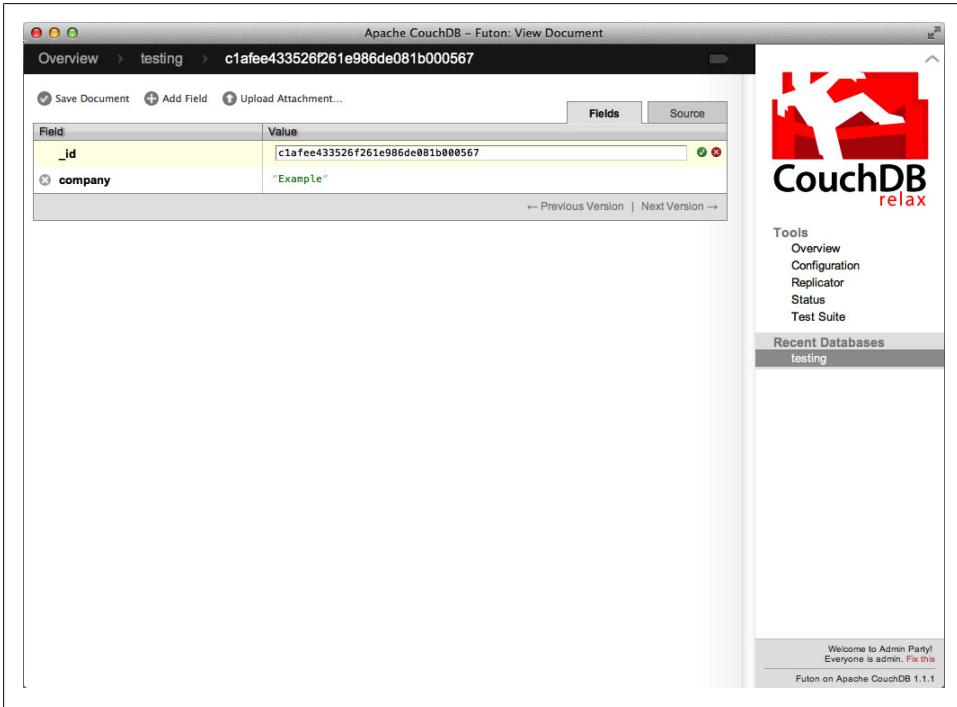 Apache CouchDB – Futon: View Document
Overview testing c1afee433526f261e986de081b000567
Save Document Add Field Upload Attachment...
Fields Source
Field Value
_id c1afee433526f261e986de081b000567
company "Example"
← Previous Version | Next Version →
CouchDB
relax
Tools
Overview
Configuration
Replicator
Status
Test Suite
Recent Databases
testing
Welcome to Admin Party!
Everyone is admin. Fix this
Futon on Apache CouchDB 1.1.1